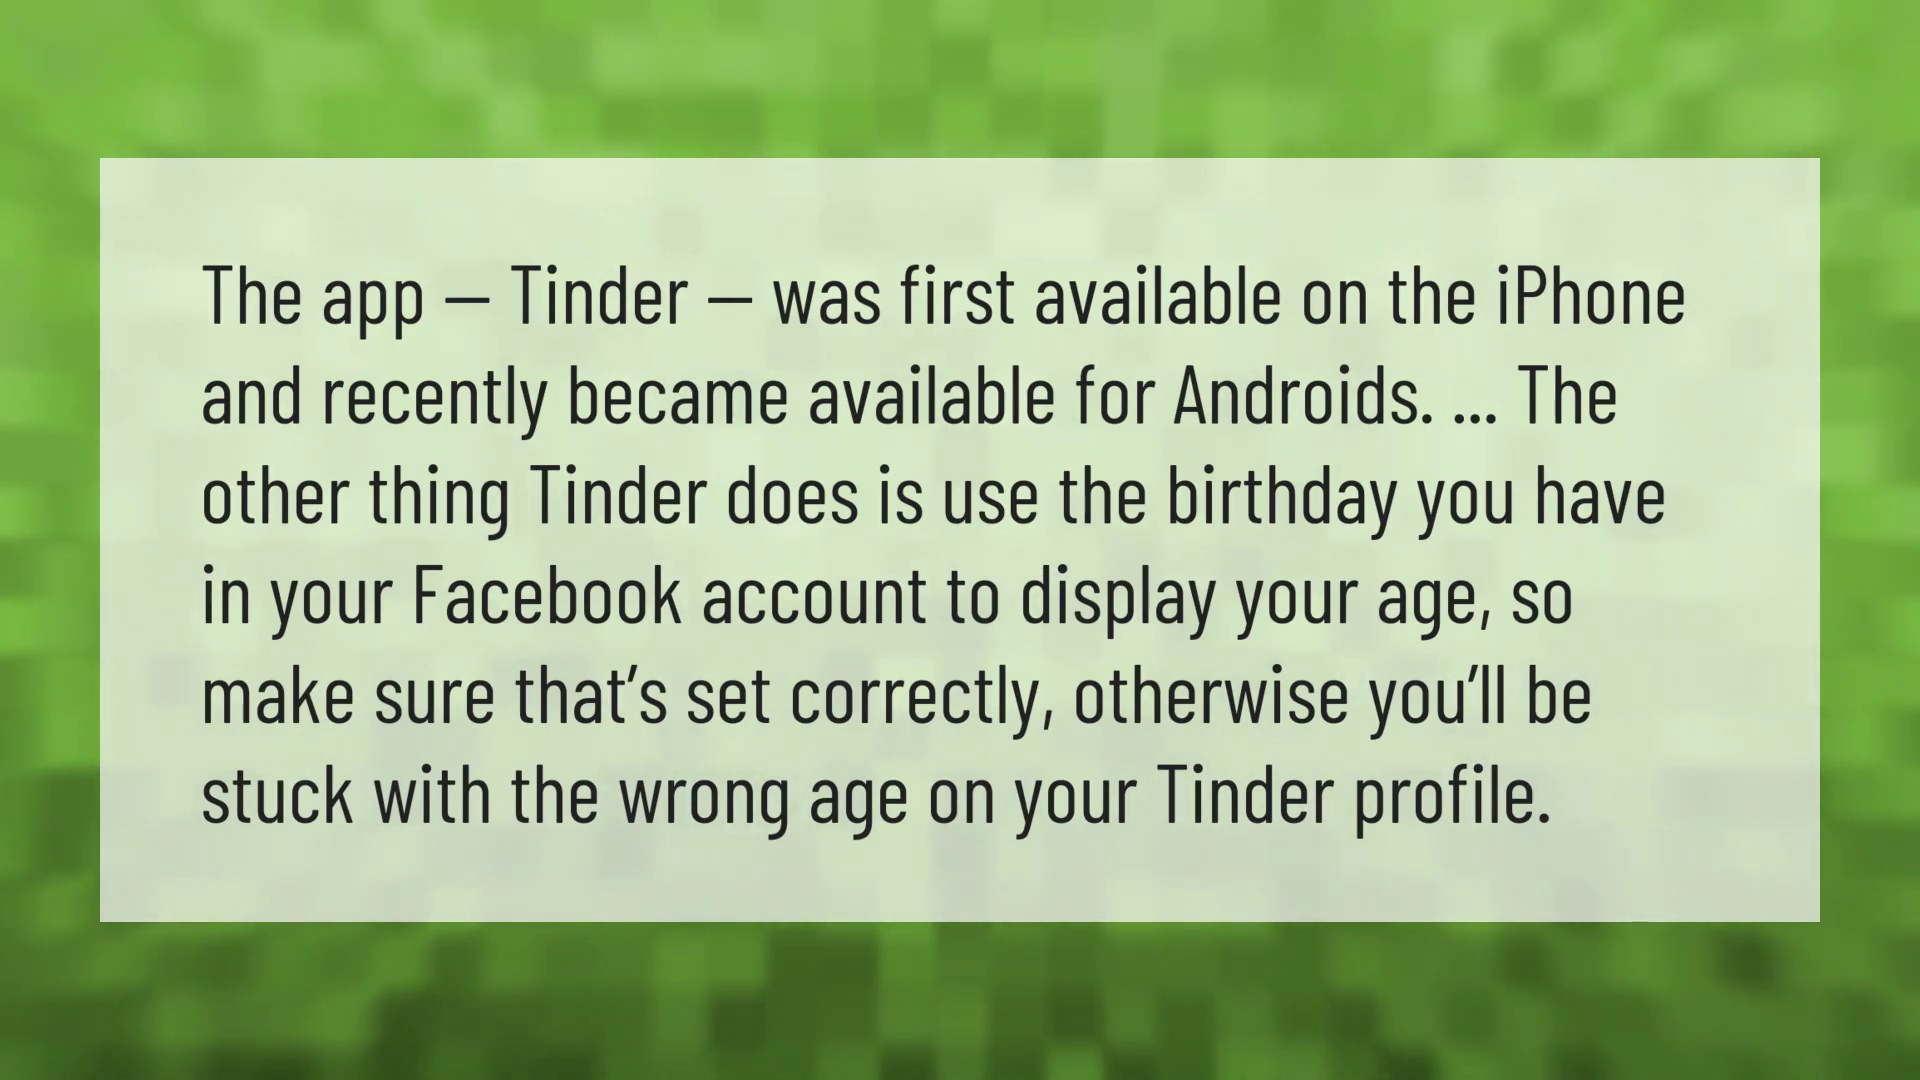 The app — Tinder — was first available on the iPhone
and recently became available for Androids. ... The
other thing Tinder does is use the birthday you have
in your Facebook account to display your age, so
make sure that’s set correctly, otherwise you’ll be
stuck with the wrong age on your Tinder profile.